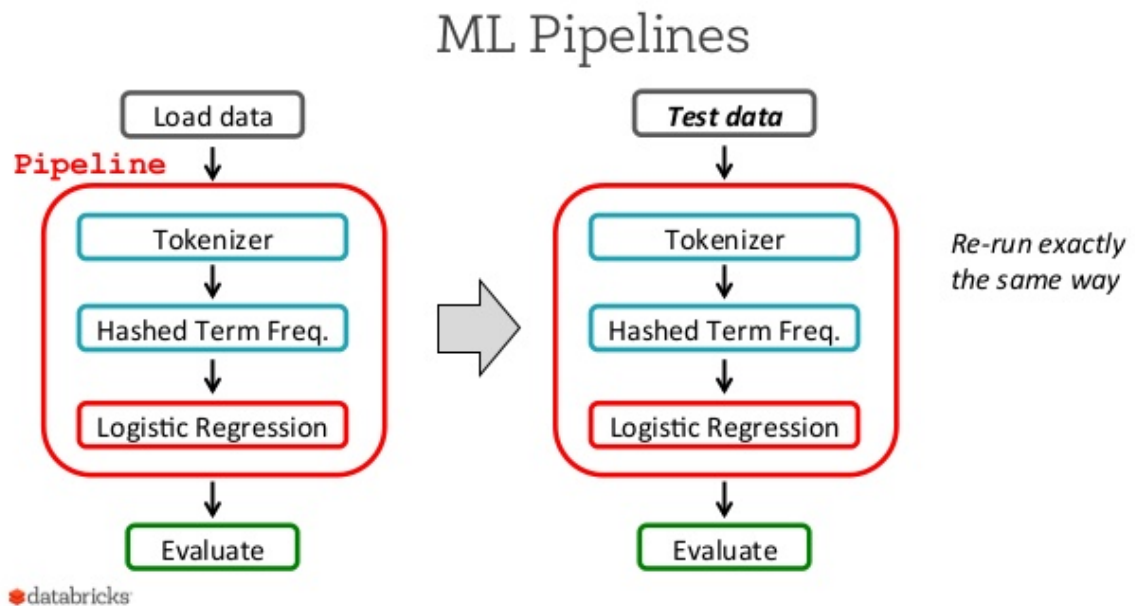 ML Pipelines
Load data
Pipeline
Tokenizer
Hashed Term Freq.
Logistic Regression
Evaluate
Test data
Tokenizer
Hashed Term Freq.
Logistic Regression
Evaluate
Re-run exactly
the same way
databricks